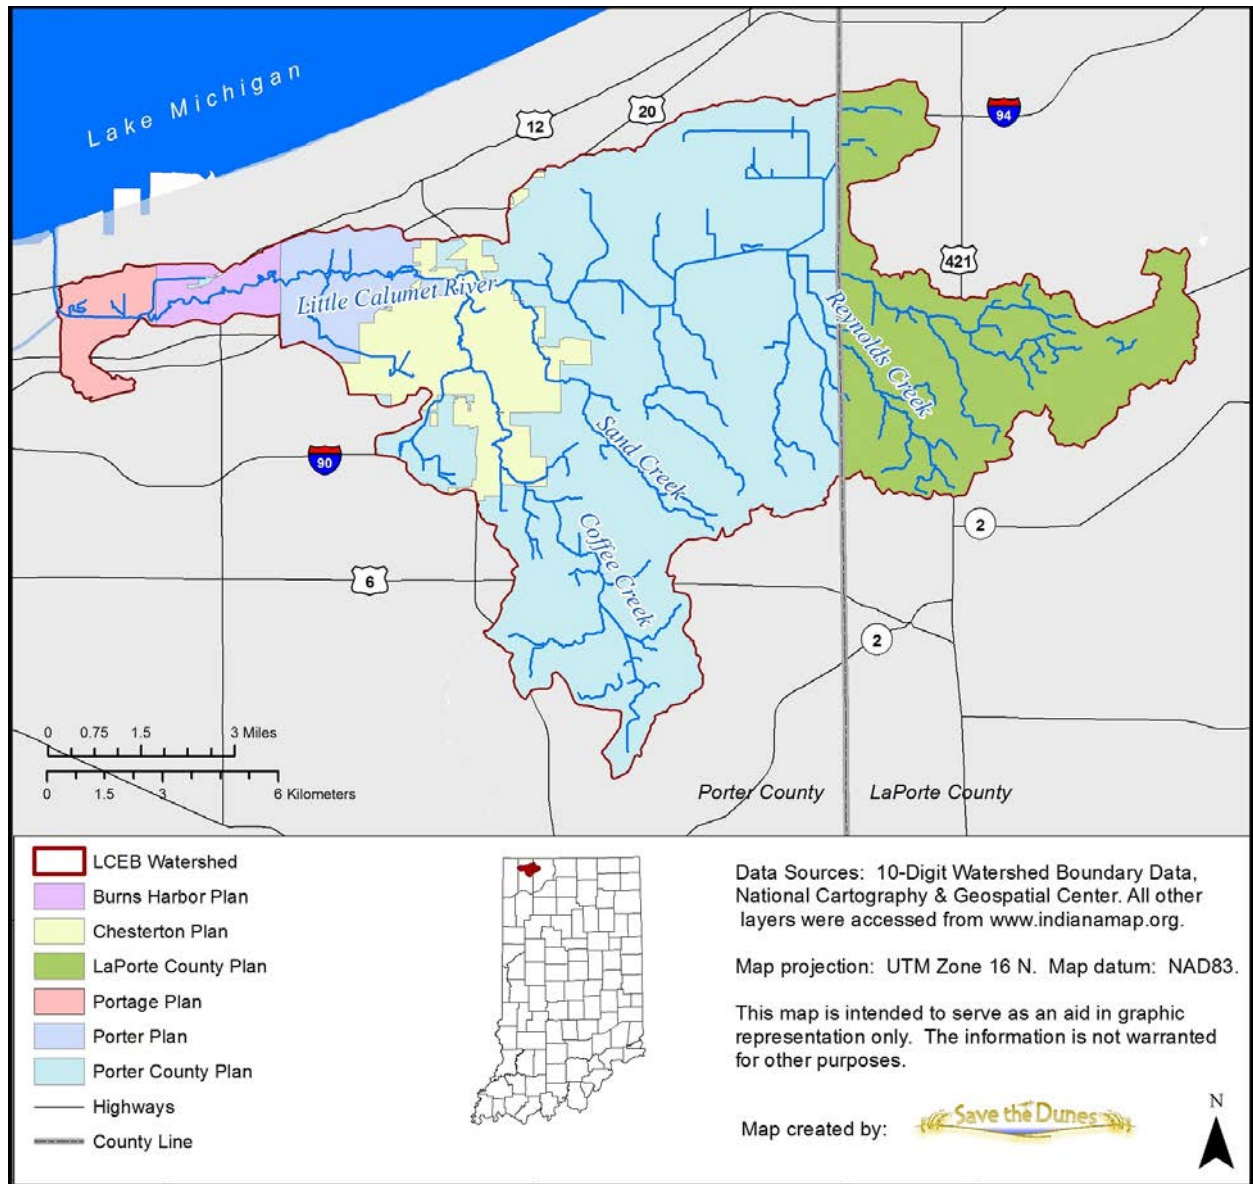 Lake Michigan
12
20
94
421
Little Calumet River
Reynolds Creek
Sand Creek
90
Coffee Creek
2
6
2
0 0.75 1.5 3 Miles
0 1.5 3 6 Kilometers
Porter County
LaPorte County
LCEB Watershed
Burns Harbor Plan
Chesterton Plan
LaPorte County Plan
Portage Plan
Porter Plan
Porter County Plan
Highways
County Line
Data Sources: 10-Digit Watershed Boundary Data,
National Cartography & Geospatial Center. All other
layers were accessed from www.indianamap.org.
Map projection: UTM Zone 16 N. Map datum: NAD83.
This map is intended to serve as an aid in graphic
representation only. The information is not warranted
for other purposes.
Map created by:
Save the Dunes
N